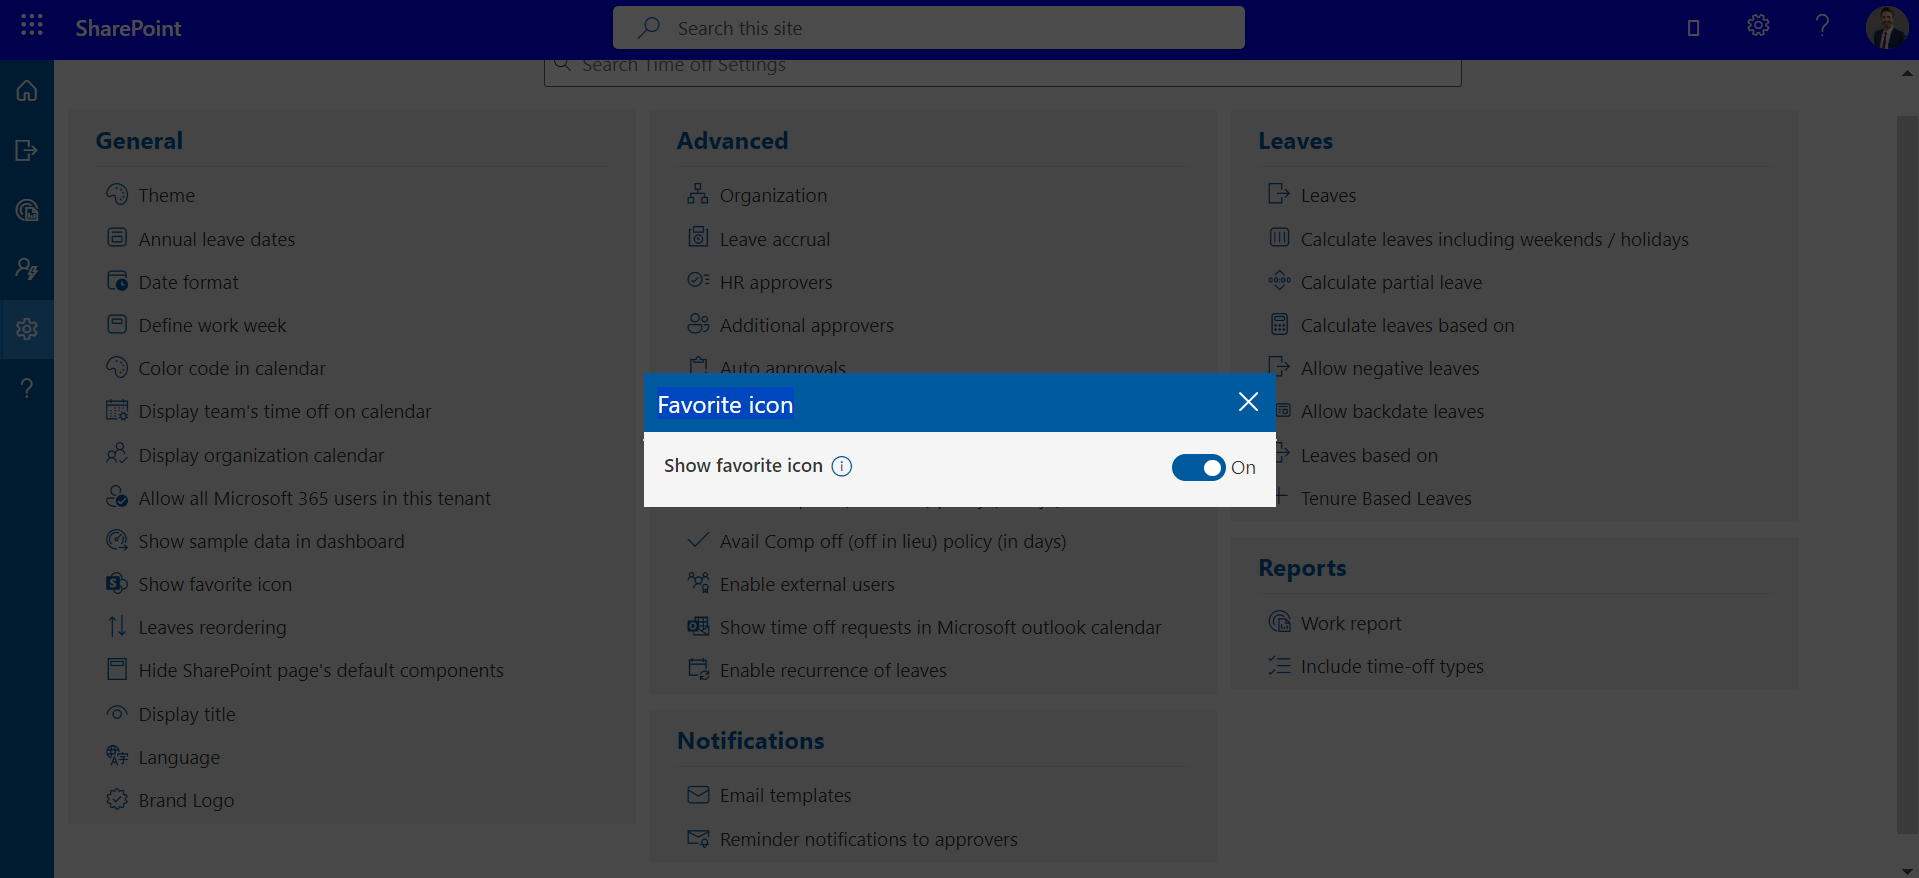 SharePoint
Search this site
Search Time off Settings
General
Theme
Annual leave dates
Date format
Define work week
Color code in calendar
Display team's time off on calendar
Display organization calendar
Allow all Microsoft 365 users in this tenant
Show sample data in dashboard
Show favorite icon
Leaves reordering
Hide SharePoint page's default components
Display title
Language
Brand Logo
Advanced
Organization
Leave accrual
HR approvers
Additional approvers
Auto approvals
Favorite icon
Show favorite icon
On
Avail Comp off (off in lieu) policy (in days)
Enable external users
Show time off requests in Microsoft outlook calendar
Enable recurrence of leaves
Notifications
Email templates
Reminder notifications to approvers
Leaves
Leaves
Calculate leaves including weekends / holidays
Calculate partial leave
Calculate leaves based on
Allow negative leaves
Allow backdate leaves
Leaves based on
Tenure Based Leaves
Reports
Work report
Include time-off types